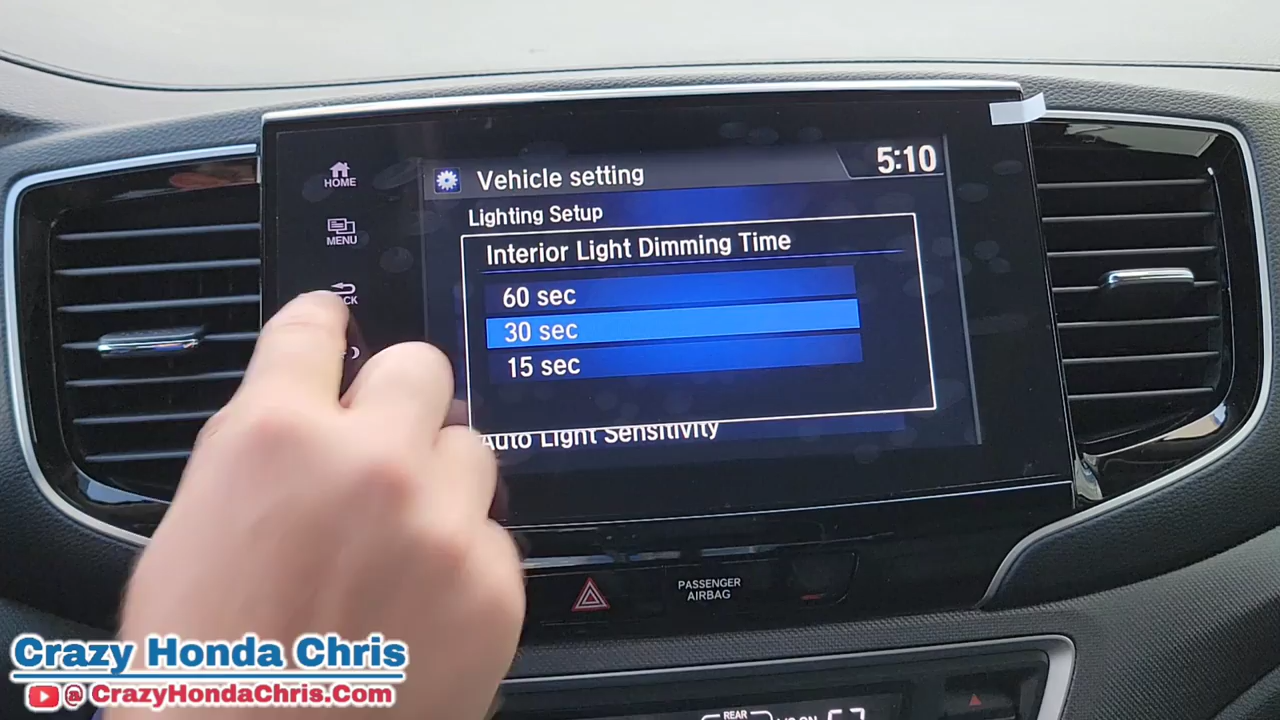 HOME
MENU
Vehicle setting
5:10
Lighting Setup
Interior Light Dimming Time
60 sec
30 sec
15 sec
Auto Light Sensitivity
PASSENGER
AIRBAG
REAR
Crazy Honda Chris
@ CrazyHondaChris.Com